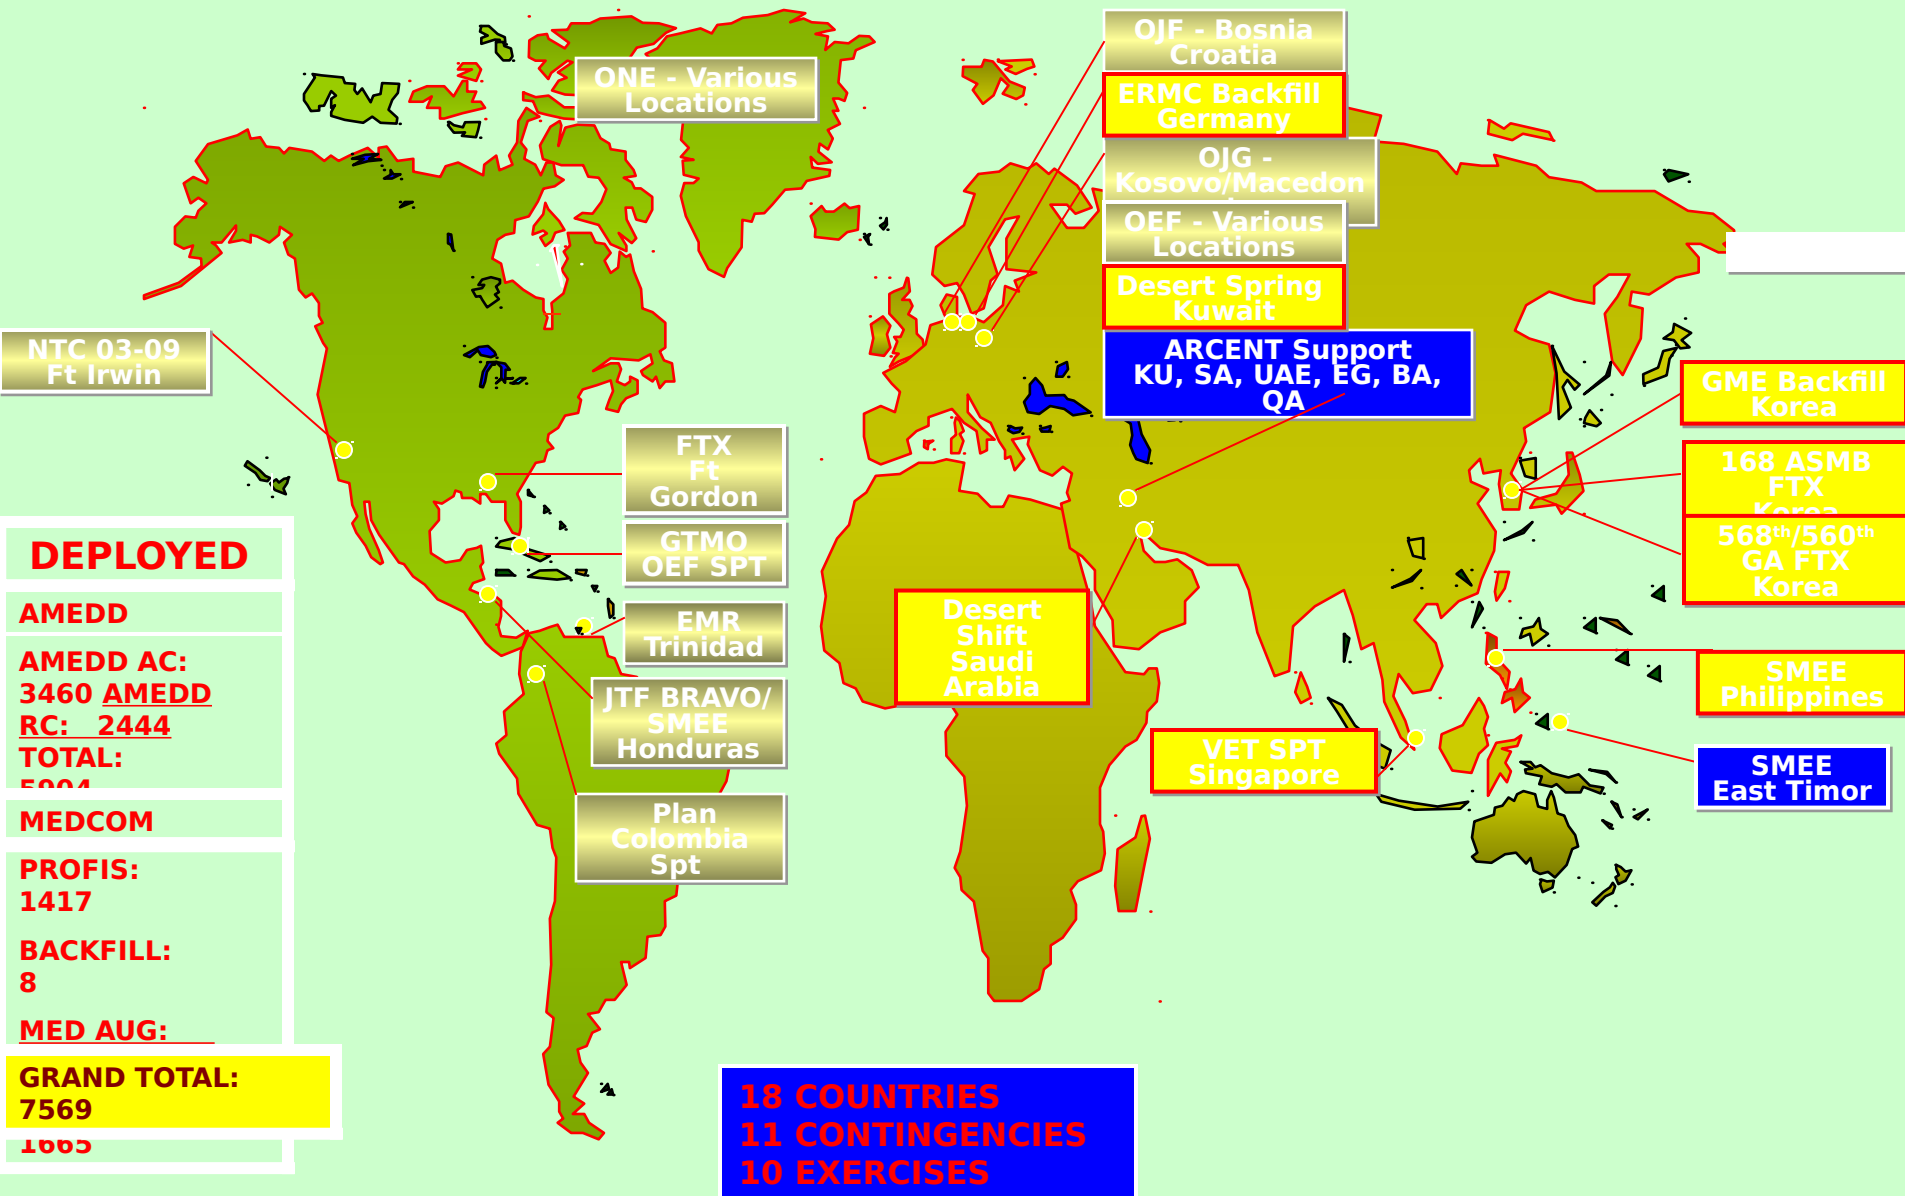 OJF - Bosnia
Croatia
ONE - Various
Locations
ERMC Backfill
Germany
OJG -
Kosovo/Macedon
OEF - Various
Locations
Desert Spring
Kuwait
ARCENT Support
KU, SA, UAE, EG, BA,
QA
NTC 03-09
Ft Irwin
GME Backfill
Korea
FTX
Ft
Gordon
168 ASMB
FTX
Korea
GTMO
OEF SPT
568th/560th
GA FTX
Korea
EMR
Trinidad
Desert
Shift
Saudi
Arabia
SMEE
Philippines
JTF BRAVO/
SMEE
Honduras
VET SPT
Singapore
SMEE
East Timor
Plan
Colombia
Spt
DEPLOYED
AMEDD
AMEDD AC:
3460 AMEDD
RC: 2444
TOTAL:
5904
MEDCOM
PROFIS:
1417
BACKFILL:
8
MED AUG:
GRAND TOTAL:
7569
1665
18 COUNTRIES
11 CONTINGENCIES
10 EXERCISES